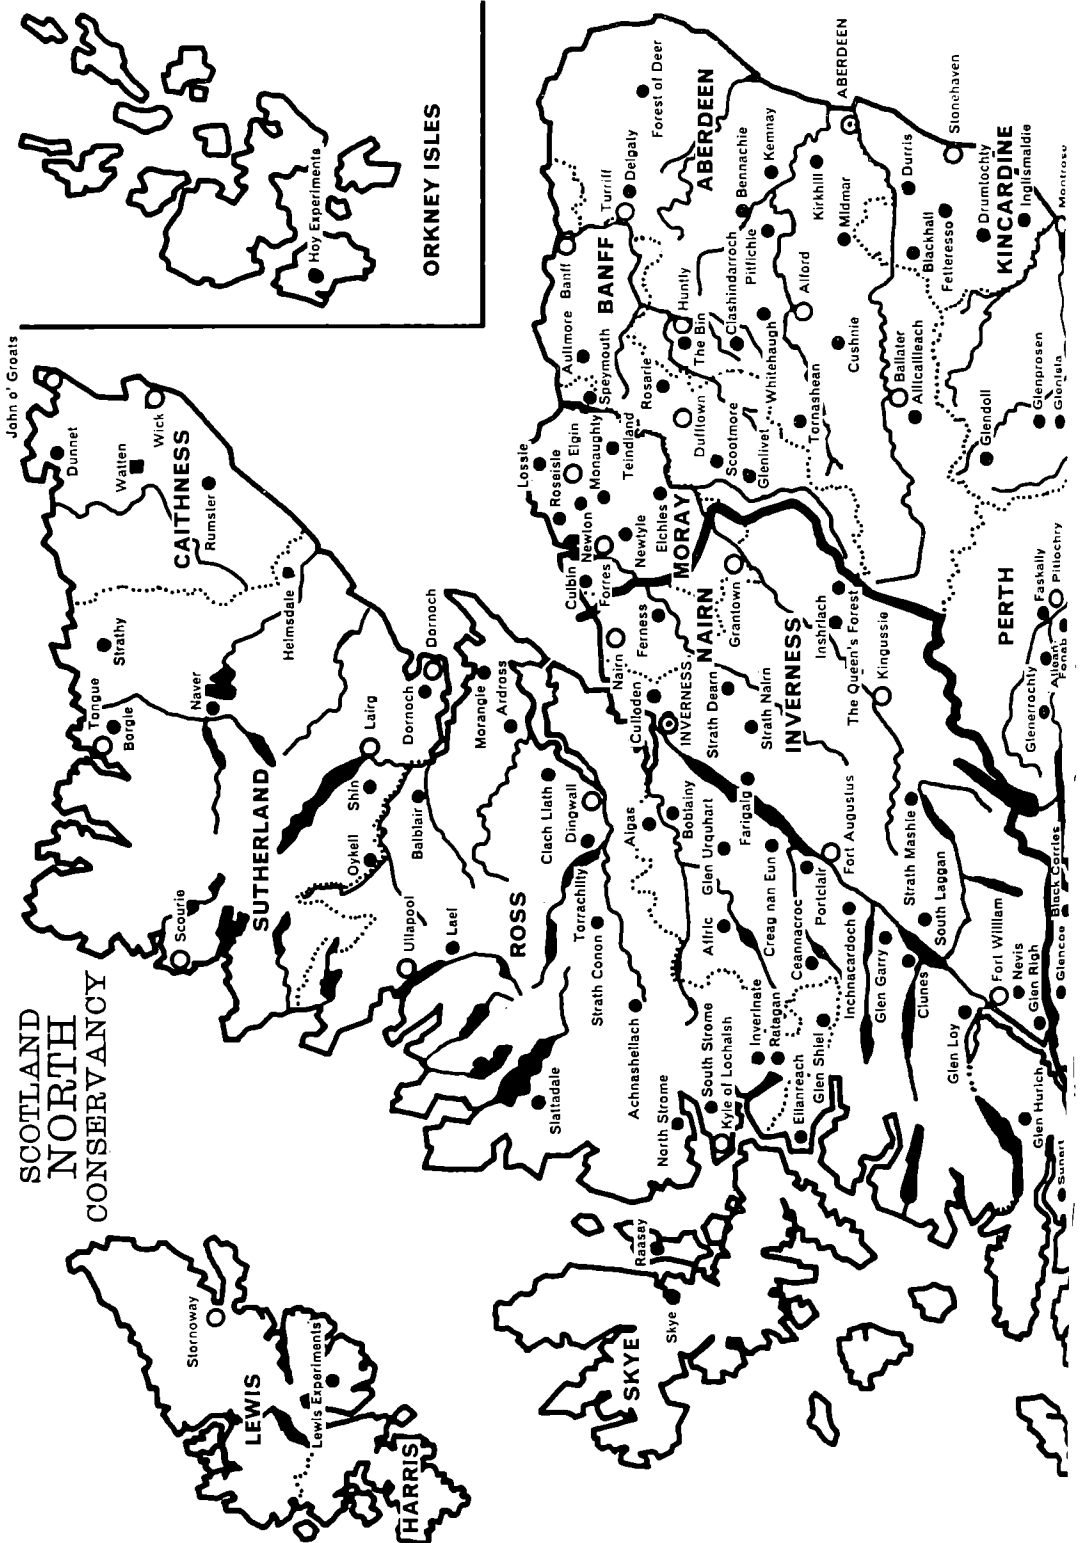 SCOTLAND
NORTH
CONSERVANCY
ORKNEY ISLES
Hoy Experiments
John o' Groats
Dunnet
Watten
Wick
CAITHNESS
Rumster
Strathy
Helmsdale
Tongue
Borgie
Naver
SUTHERLAND
Scourie
Lairg
Shin
Oykell
Dornoch
Dornoch
Balblair
Ullapool
Lael
ROSS
Morangie
Ardross
Clach Liath
Dingwall
Torrachilty
Strath Conon
Achnashellach
Slattadale
North Strome
South Strome
Kyle of Lochalsh
Inverinate
Ratagan
Eilanreach
Glen Shiel
Stornoway
LEWIS
Lewis Experiments
HARRIS
SKYE
Skye
Raasay
Lossie
Roseisle
Elgin
Monaughty
Teindland
Newton
Culbin
Forres
Newtyle
Elchies
MORAY
Speymouth
Aultmore
Banff
BANFF
Turriff
Delgaty
Forest of Deer
ABERDEEN
ABERDEEN
Rosarie
Huntly
The Bin
Clashindarroch
Pitfichie
Bennachie
Kemnay
Kirkhill
Midmar
Durris
Stonehaven
Drumtochty
KINCARDINE
Inglismaldie
Montrose
Fetteresso
Blackhall
Alford
Whitehaugh
Cushnie
Tornashean
Ballater
Alltcailleach
Dufftown
Scootmore
Glenlivet
Glendoll
Glenprosen
Glenisla
Nairn
Ferness
NAIRN
Grantown
Culloden
INVERNESS
Strath Dearn
Strath Nairn
INVERNESS
Inshriach
The Queen's Forest
Kingussie
PERTH
Faskally
Pitlochry
Allean
Fonab
Glenerrochty
Aigas
Boblainy
Glen Urquhart
Farigaig
Affric
Creag nan Eun
Portclair
Fort Augustus
Ceannacroc
Inchnacardoch
Glen Garry
Clunes
Strath Mashie
South Laggan
Glen Loy
Fort William
Nevis
Glen Righ
Glencoe
Black Corries
Glen Hurich
Sunart